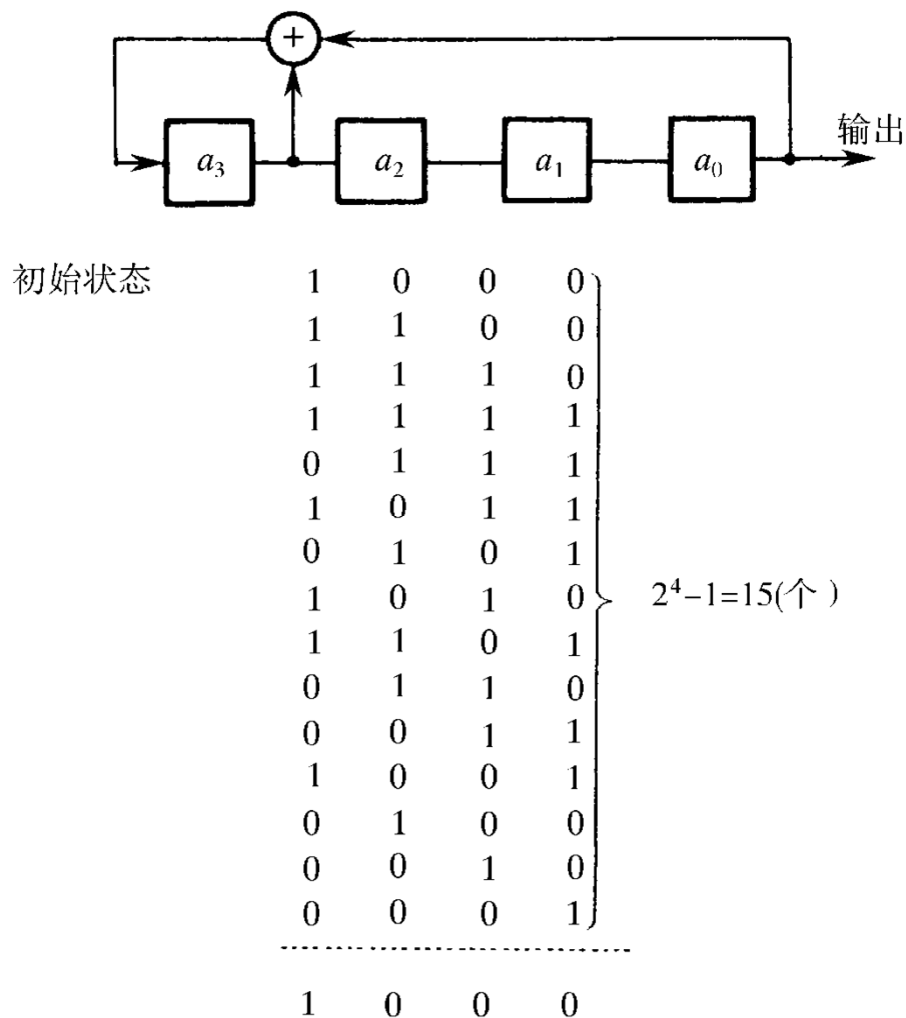 +
输出
a₃ a₂ a₁ a₀
初始状态 1 0 0 0
1 1 0 0
1 1 1 0
1 1 1 1
0 1 1 1
1 0 1 1
0 1 0 1
1 0 1 0 2⁴-1=15(个)
1 1 0 1
0 1 1 0
0 0 1 1
1 0 0 1
0 1 0 0
0 0 1 0
0 0 0 1
1 0 0 0